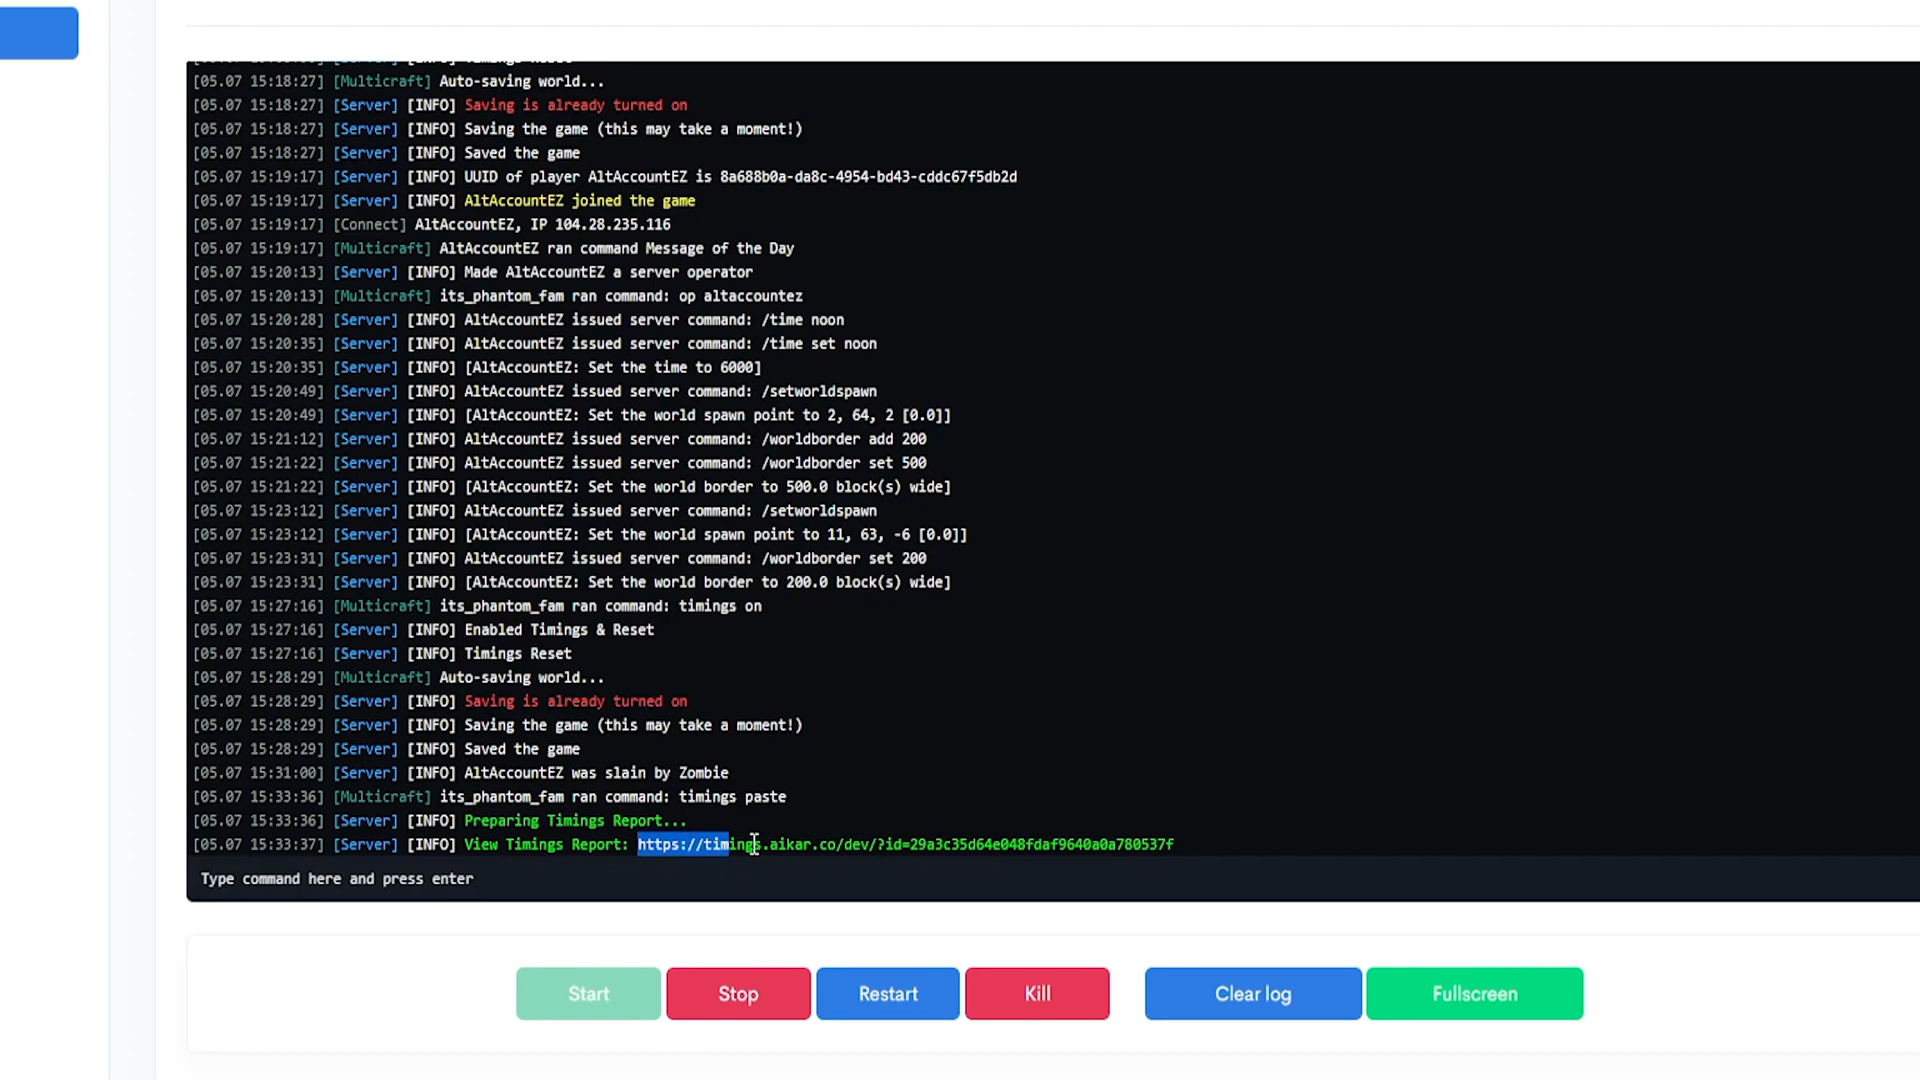 [05.07 15:18:27] [Multicraft] Auto-saving world...
[05.07 15:18:27] [Server] [INFO] Saving is already turned on
[05.07 15:18:27] [Server] [INFO] Saving the game (this may take a moment!)
[05.07 15:18:27] [Server] [INFO] Saved the game
[05.07 15:19:17] [Server] [INFO] UUID of player AltAccountEZ is 8a688b0a-da8c-4954-bd43-cddc67f5db2d
[05.07 15:19:17] [Server] [INFO] AltAccountEZ joined the game
[05.07 15:19:17] [Connect] AltAccountEZ, IP 104.28.235.116
[05.07 15:19:17] [Multicraft] AltAccountEZ ran command Message of the Day
[05.07 15:20:13] [Server] [INFO] Made AltAccountEZ a server operator
[05.07 15:20:13] [Multicraft] its_phantom_fam ran command: op altaccountez
[05.07 15:20:28] [Server] [INFO] AltAccountEZ issued server command: /time noon
[05.07 15:20:35] [Server] [INFO] AltAccountEZ issued server command: /time set noon
[05.07 15:20:35] [Server] [INFO] [AltAccountEZ: Set the time to 6000]
[05.07 15:20:49] [Server] [INFO] AltAccountEZ issued server command: /setworldspawn
[05.07 15:20:49] [Server] [INFO] [AltAccountEZ: Set the world spawn point to 2, 64, 2 [0.0]]
[05.07 15:21:12] [Server] [INFO] AltAccountEZ issued server command: /worldborder add 200
[05.07 15:21:22] [Server] [INFO] AltAccountEZ issued server command: /worldborder set 500
[05.07 15:21:22] [Server] [INFO] [AltAccountEZ: Set the world border to 500.0 block(s) wide]
[05.07 15:23:12] [Server] [INFO] AltAccountEZ issued server command: /setworldspawn
[05.07 15:23:12] [Server] [INFO] [AltAccountEZ: Set the world spawn point to 11, 63, -6 [0.0]]
[05.07 15:23:31] [Server] [INFO] AltAccountEZ issued server command: /worldborder set 200
[05.07 15:23:31] [Server] [INFO] [AltAccountEZ: Set the world border to 200.0 block(s) wide]
[05.07 15:27:16] [Multicraft] its_phantom_fam ran command: timings on
[05.07 15:27:16] [Server] [INFO] Enabled Timings & Reset
[05.07 15:27:16] [Server] [INFO] Timings Reset
[05.07 15:28:29] [Multicraft] Auto-saving world...
[05.07 15:28:29] [Server] [INFO] Saving is already turned on
[05.07 15:28:29] [Server] [INFO] Saving the game (this may take a moment!)
[05.07 15:28:29] [Server] [INFO] Saved the game
[05.07 15:31:00] [Server] [INFO] AltAccountEZ was slain by Zombie
[05.07 15:33:36] [Multicraft] its_phantom_fam ran command: timings paste
[05.07 15:33:36] [Server] [INFO] Preparing Timings Report...
[05.07 15:33:37] [Server] [INFO] View Timings Report: https://timings.aikar.co/dev/?id=29a3c35d64e048fdaf9640a0a780537f
Type command here and press enter
Start Stop Restart Kill Clear log Fullscreen